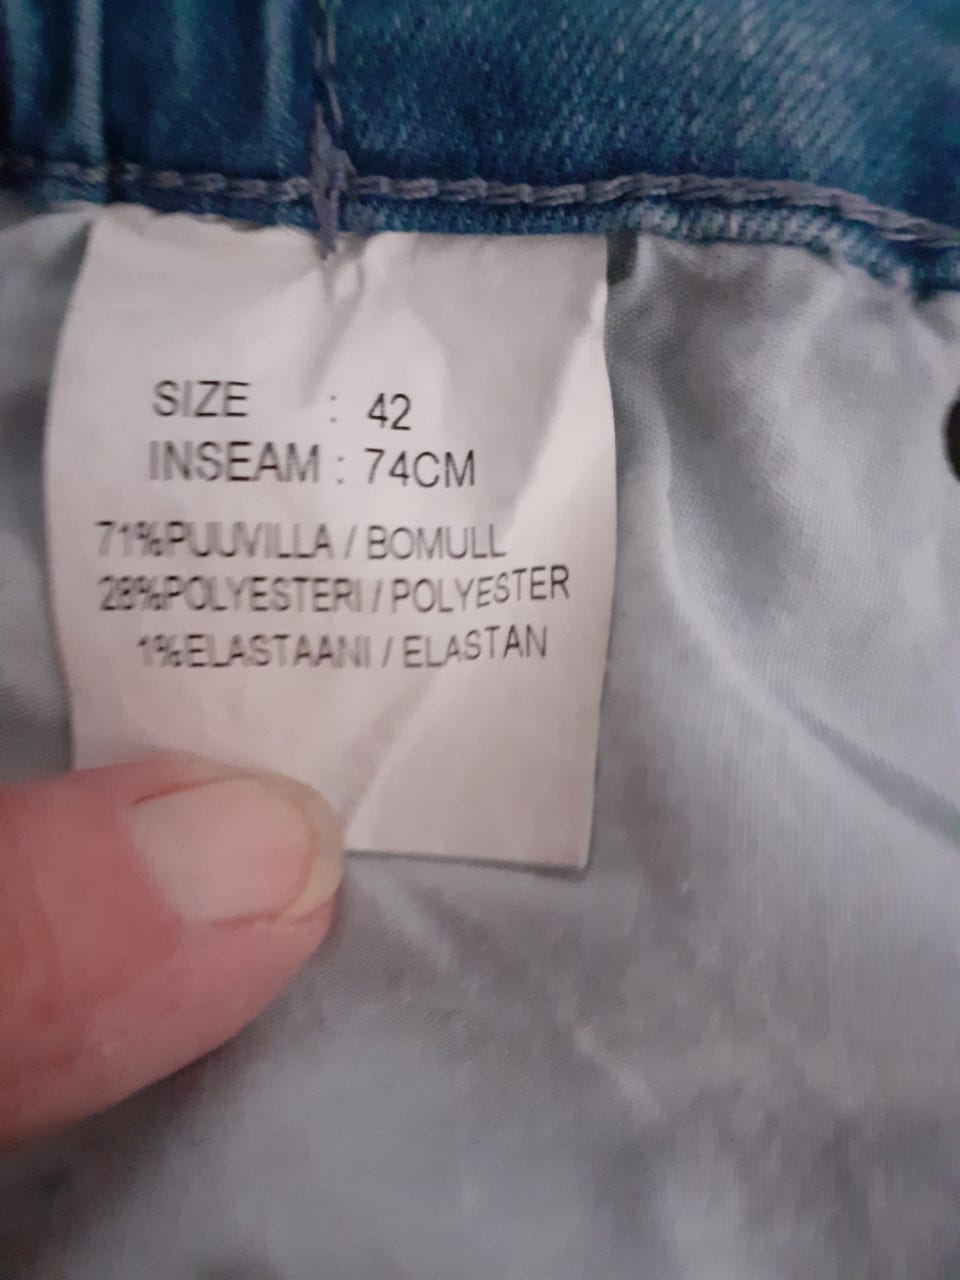 SIZE : 42
INSEAM : 74CM
71%PUUVILLA / BOMULL
28%POLYESTERI / POLYESTER
1%ELASTAANI / ELASTAN